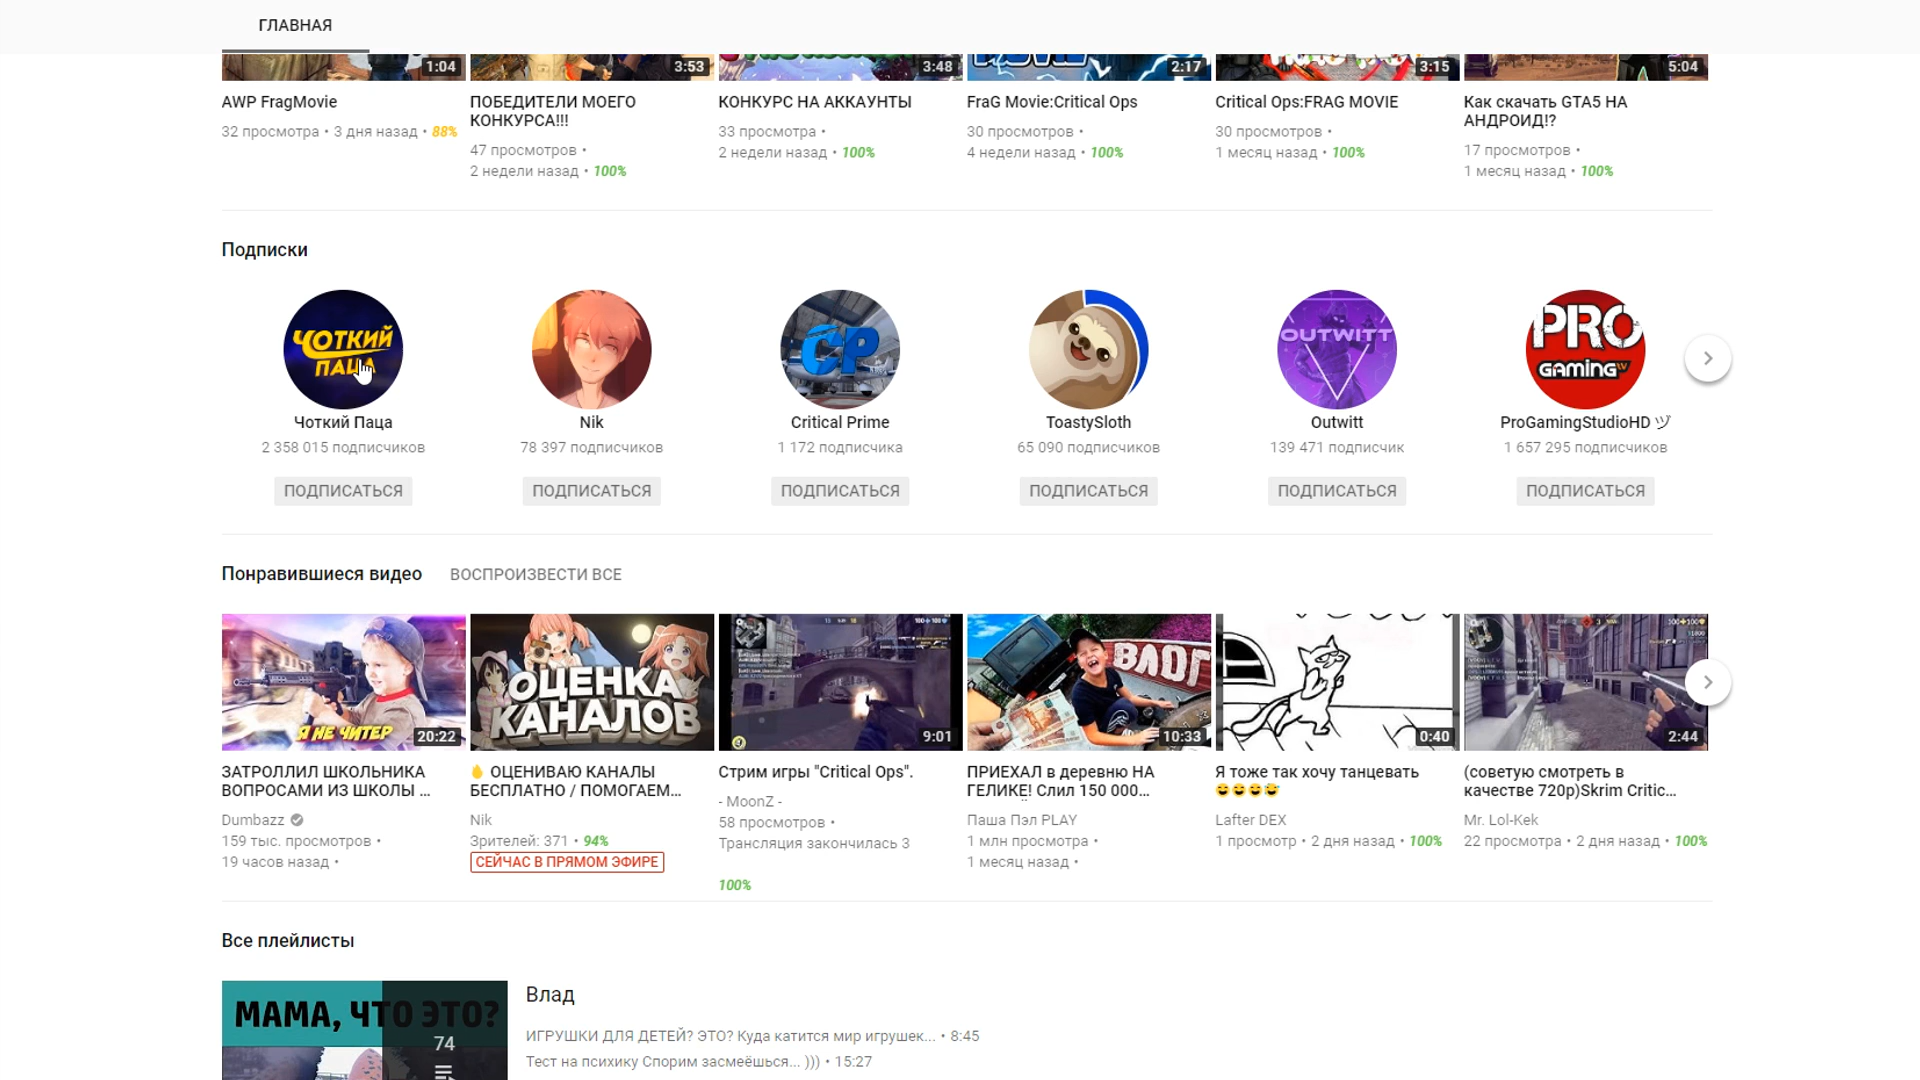 ГЛАВНАЯ
1:04
3:53
3:48
2:17
3:15
5:04
AWP FragMovie
32 просмотра • 3 дня назад • 88%
ПОБЕДИТЕЛИ МОЕГО
КОНКУРСА!!!
47 просмотров •
2 недели назад • 100%
КОНКУРС НА АККАУНТЫ
33 просмотра •
2 недели назад • 100%
FraG Movie:Critical Ops
30 просмотров •
4 недели назад • 100%
Critical Ops:FRAG MOVIE
30 просмотров •
1 месяц назад • 100%
Как скачать GTA5 НА
АНДРОИД!?
17 просмотров •
1 месяц назад • 100%
Подписки
ЧОТКИЙ
ПАЦА
CP
OUTWITT
PRO
GAMING TV
Чоткий Паца
2 358 015 подписчиков
ПОДПИСАТЬСЯ
Nik
78 397 подписчиков
ПОДПИСАТЬСЯ
Critical Prime
1 172 подписчика
ПОДПИСАТЬСЯ
ToastySloth
65 090 подписчиков
ПОДПИСАТЬСЯ
Outwitt
139 471 подписчик
ПОДПИСАТЬСЯ
ProGamingStudioHD ヅ
1 657 295 подписчиков
ПОДПИСАТЬСЯ
Понравившиеся видео
ВОСПРОИЗВЕСТИ ВСЕ
Я НЕ ЧИТЕР
20:22
ОЦЕНКА
КАНАЛОВ
9:01
ВЛОГ
10:33
0:40
2:44
ЗАТРОЛЛИЛ ШКОЛЬНИКА
ВОПРОСАМИ ИЗ ШКОЛЫ ...
Dumbazz
159 тыс. просмотров •
19 часов назад •
ОЦЕНИВАЮ КАНАЛЫ
БЕСПЛАТНО / ПОМОГАЕМ...
Nik
Зрителей: 371 • 94%
СЕЙЧАС В ПРЯМОМ ЭФИРЕ
Стрим игры "Critical Ops".
- MoonZ -
58 просмотров •
Трансляция закончилась 3
100%
ПРИЕХАЛ в деревню НА
ГЕЛИКЕ! Слил 150 000...
Паша Пэл PLAY
1 млн просмотра •
1 месяц назад •
Я тоже так хочу танцевать
Lafter DEX
1 просмотр • 2 дня назад • 100%
(советую смотреть в
качестве 720p)Skrim Critic...
Mr. Lol-Kek
22 просмотра • 2 дня назад • 100%
Все плейлисты
МАМА, ЧТО ЭТО?
74
Влад
ИГРУШКИ ДЛЯ ДЕТЕЙ? ЭТО? Куда катится мир игрушек... • 8:45
Тест на психику Спорим засмеёшься... ))) • 15:27